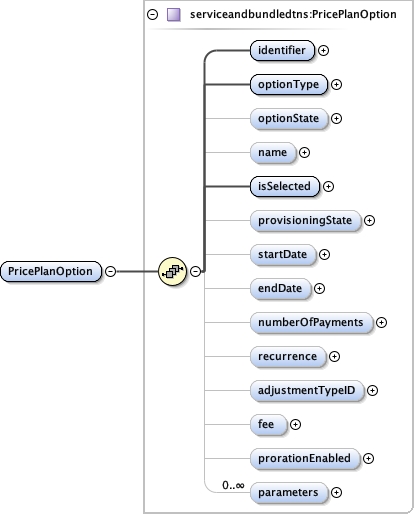 serviceandbundledtns:PricePlanOption
identifier
optionType
optionState
name
isSelected
provisioningState
PricePlanOption
startDate
endDate
numberOfPayments
recurrence
adjustmentTypeID
fee
prorationEnabled
0..∞
parameters